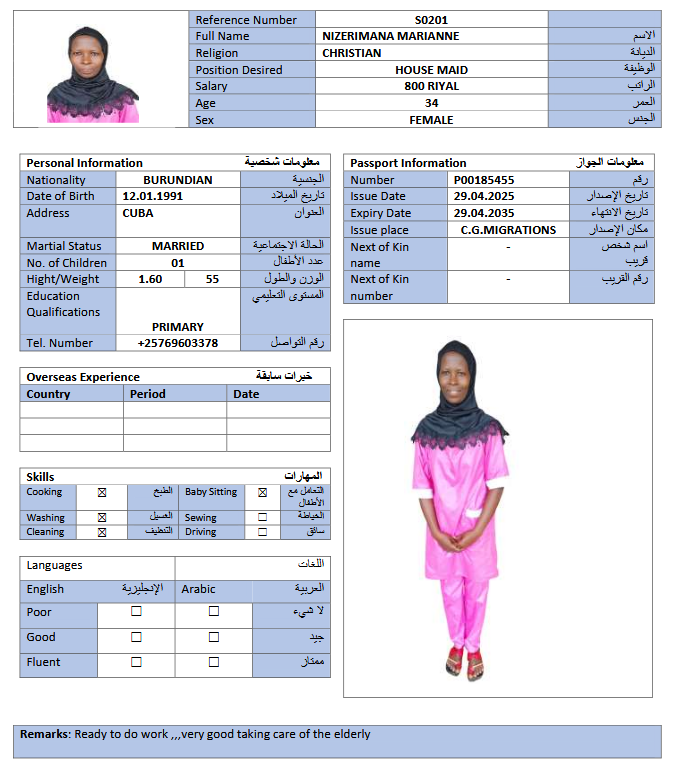 Reference Number S0201
Full Name NIZERIMANA MARIANNE الاسم
Religion CHRISTIAN الديانة
Position Desired HOUSE MAID الوظيفة
Salary 800 RIYAL الراتب
Age 34 العمر
Sex FEMALE الجنس
Personal Information معلومات شخصية
Nationality BURUNDIAN الجنسية
Date of Birth 12.01.1991 تاريخ الميلاد
Address CUBA العنوان
Martial Status MARRIED الحالة الاجتماعية
No. of Children 01 عدد الأطفال
Hight/Weight 1.60 55 الوزن والطول
Education المستوى التعليمي
Qualifications
PRIMARY
Tel. Number +25769603378 رقم التواصل
Passport Information معلومات الجواز
Number P00185455 رقم
Issue Date 29.04.2025 تاريخ الإصدار
Expiry Date 29.04.2035 تاريخ الانتهاء
Issue place C.G.MIGRATIONS مكان الإصدار
Next of Kin - اسم شخص
name قريب
Next of Kin - رقم القريب
number
Overseas Experience خبرات سابقة
Country Period Date
Skills المهارات
Cooking ☒ الطبخ Baby Sitting ☒ التعامل مع
الأطفال
Washing ☒ الغسيل Sewing ☐ الخياطة
Cleaning ☒ التنظيف Driving ☐ سائق
Languages اللغات
English الإنجليزية Arabic العربية
Poor ☐ ☐ لا شيء
Good ☐ ☐ جيد
Fluent ☐ ☐ ممتاز
Remarks: Ready to do work ,,,very good taking care of the elderly